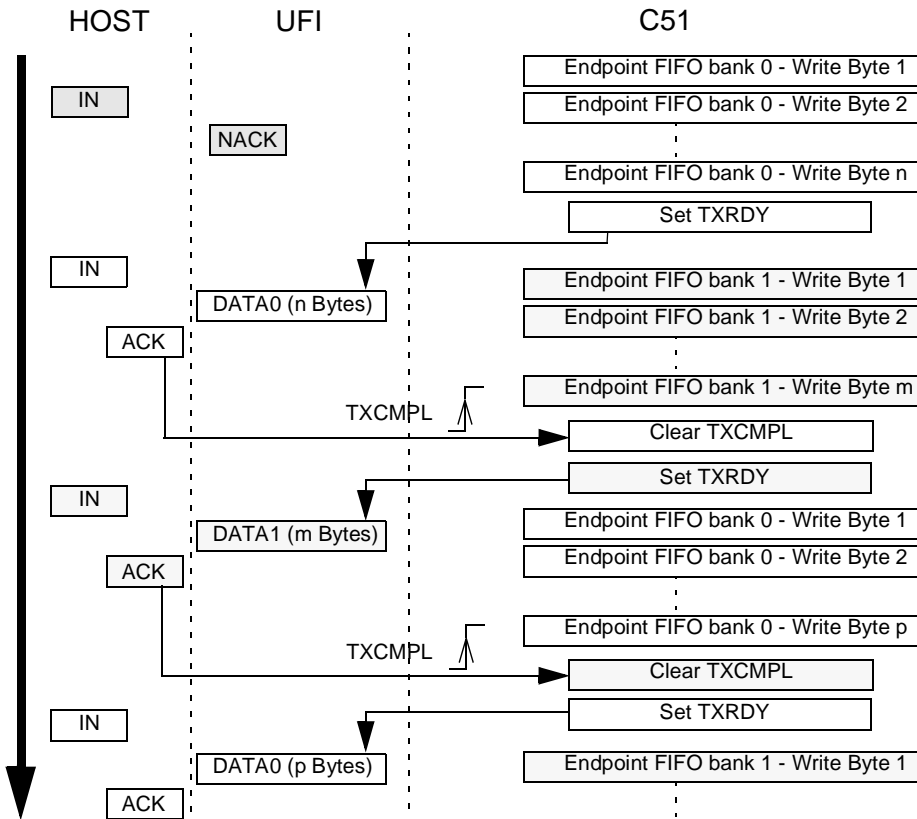 HOST UFI C51
Endpoint FIFO bank 0 - Write Byte 1
IN
Endpoint FIFO bank 0 - Write Byte 2
NACK
Endpoint FIFO bank 0 - Write Byte n
Set TXRDY
IN
Endpoint FIFO bank 1 - Write Byte 1
DATA0 (n Bytes)
Endpoint FIFO bank 1 - Write Byte 2
ACK
Endpoint FIFO bank 1 - Write Byte m
TXCMPL
Clear TXCMPL
Set TXRDY
IN
Endpoint FIFO bank 0 - Write Byte 1
DATA1 (m Bytes)
Endpoint FIFO bank 0 - Write Byte 2
ACK
Endpoint FIFO bank 0 - Write Byte p
TXCMPL
Clear TXCMPL
Set TXRDY
IN
DATA0 (p Bytes)
Endpoint FIFO bank 1 - Write Byte 1
ACK